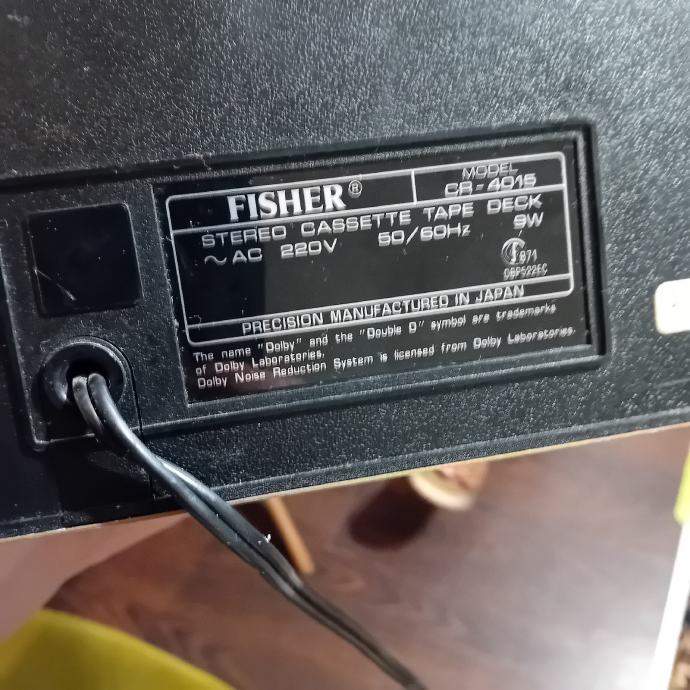 FISHER®
MODEL
CR-4015
STEREO CASSETTE TAPE DECK
~ AC 220V 50/60Hz 9W
871
PRECISION MANUFACTURED IN JAPAN
The name "Dolby" and the "Double D" symbol are trademarks
of Dolby Laboratories.
Dolby Noise Reduction System is licensed from Dolby Laboratories.